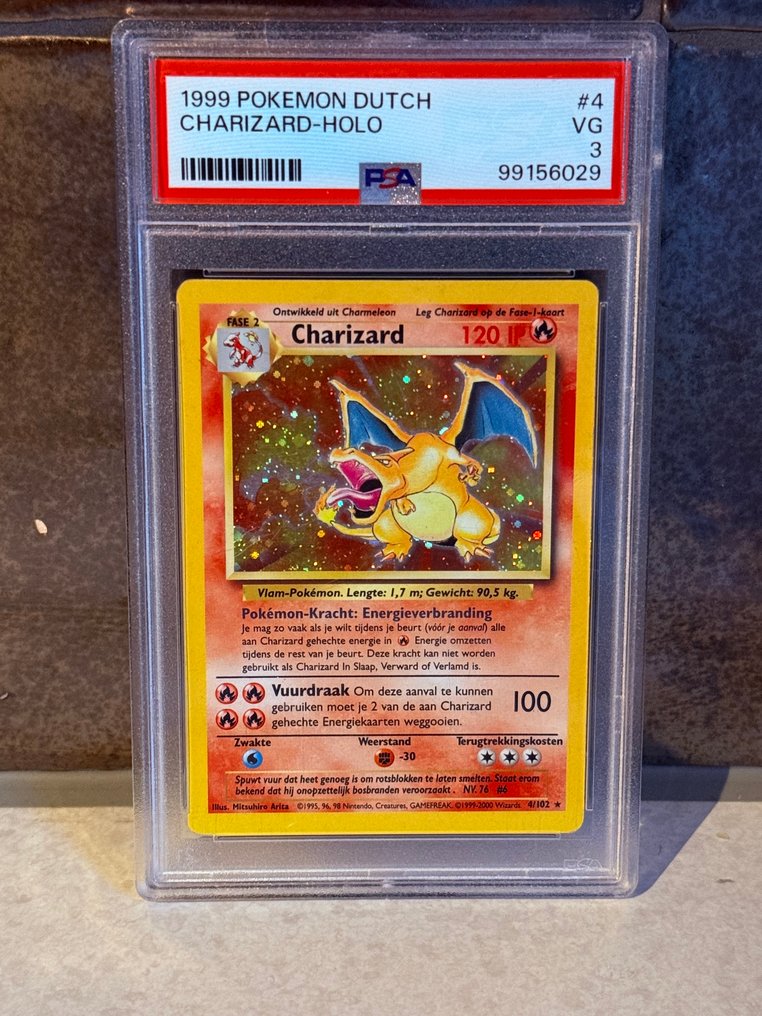 1999 POKEMON DUTCH #4
CHARIZARD-HOLO VG
3
PSA 99156029
Ontwikkeld uit Charmeleon Leg Charizard op de Fase-1-kaart
FASE 2
Charizard 120 HP
Vlam-Pokémon. Lengte: 1,7 m; Gewicht: 90,5 kg.
Pokémon-Kracht: Energieverbranding
Je mag zo vaak als je wilt tijdens je beurt (vóór je aanval) alle
aan Charizard gehechte energie in Energie omzetten
tijdens de rest van je beurt. Deze kracht kan niet worden
gebruikt als Charizard In Slaap, Verward of Verlamd is.
Vuurdraak Om deze aanval te kunnen
gebruiken moet je 2 van de aan Charizard
gehechte Energiekaarten weggooien.
100
Zwakte Weerstand Terugtrekkingskosten
-30
Spuwt vuur dat heet genoeg is om rotsblokken te laten smelten. Staat erom
bekend dat hij onopzettelijk bosbranden veroorzaakt . NV. 76 #6
Illus. Mitsuhiro Arita ©1995, 96, 98 Nintendo, Creatures, GAMEFREAK. ©1999-2000 Wizards. 4/102 ★